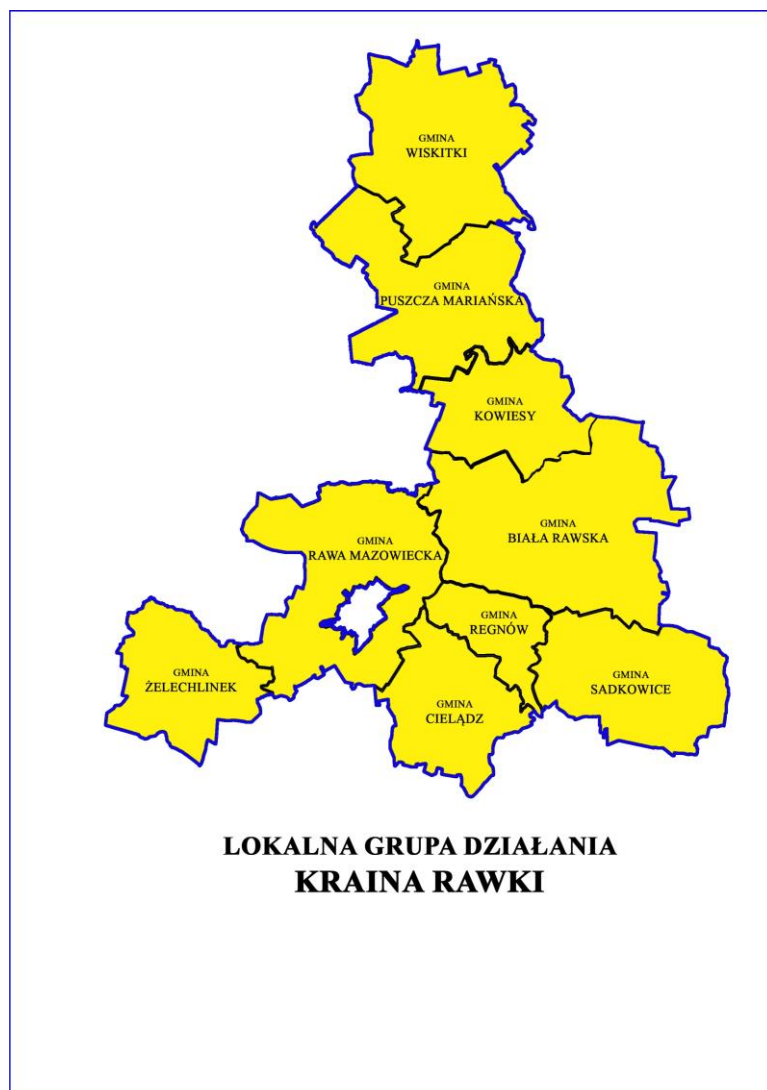 GMINA
WISKITKI
GMINA
PUSZCZA MARIAŃSKA
GMINA
KOWIESY
GMINA
BIAŁA RAWSKA
GMINA
RAWA MAZOWIECKA
GMINA
REGNÓW
GMINA
ŻELECHLINEK
GMINA
SADKOWICE
GMINA
CIELĄDZ
LOKALNA GRUPA DZIAŁANIA
KRAINA RAWKI